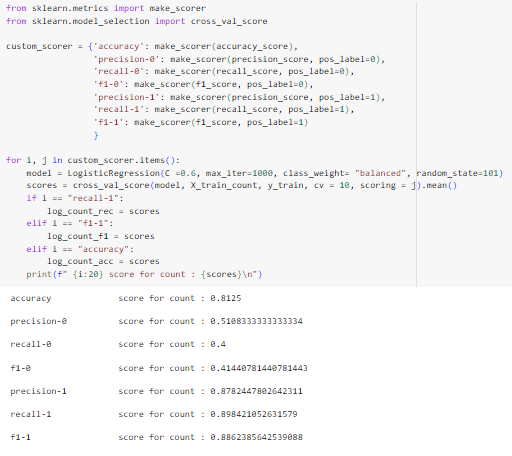 from sklearn.metrics import make_scorer
from sklearn.model_selection import cross_val_score
custom_scorer = {'accuracy': make_scorer(accuracy_score),
'precision-0': make_scorer(precision_score, pos_label=0),
'recall-0': make_scorer(recall_score, pos_label=0),
'f1-0': make_scorer(f1_score, pos_label=0),
'precision-1': make_scorer(precision_score, pos_label=1),
'recall-1': make_scorer(recall_score, pos_label=1),
'f1-1': make_scorer(f1_score, pos_label=1)
}
for i, j in custom_scorer.items():
model = LogisticRegression(C =0.6, max_iter=1000, class_weight= "balanced", random_state=101)
scores = cross_val_score(model, X_train_count, y_train, cv = 10, scoring = j).mean()
if i == "recall-1":
log_count_rec = scores
elif i == "f1-1":
log_count_f1 = scores
elif i == "accuracy":
log_count_acc = scores
print(f" {i:20} score for count : {scores}\n")
accuracy score for count : 0.8125
precision-0 score for count : 0.5108333333333334
recall-0 score for count : 0.4
f1-0 score for count : 0.41440781440781443
precision-1 score for count : 0.8782447802642311
recall-1 score for count : 0.898421052631579
f1-1 score for count : 0.8862385642539088